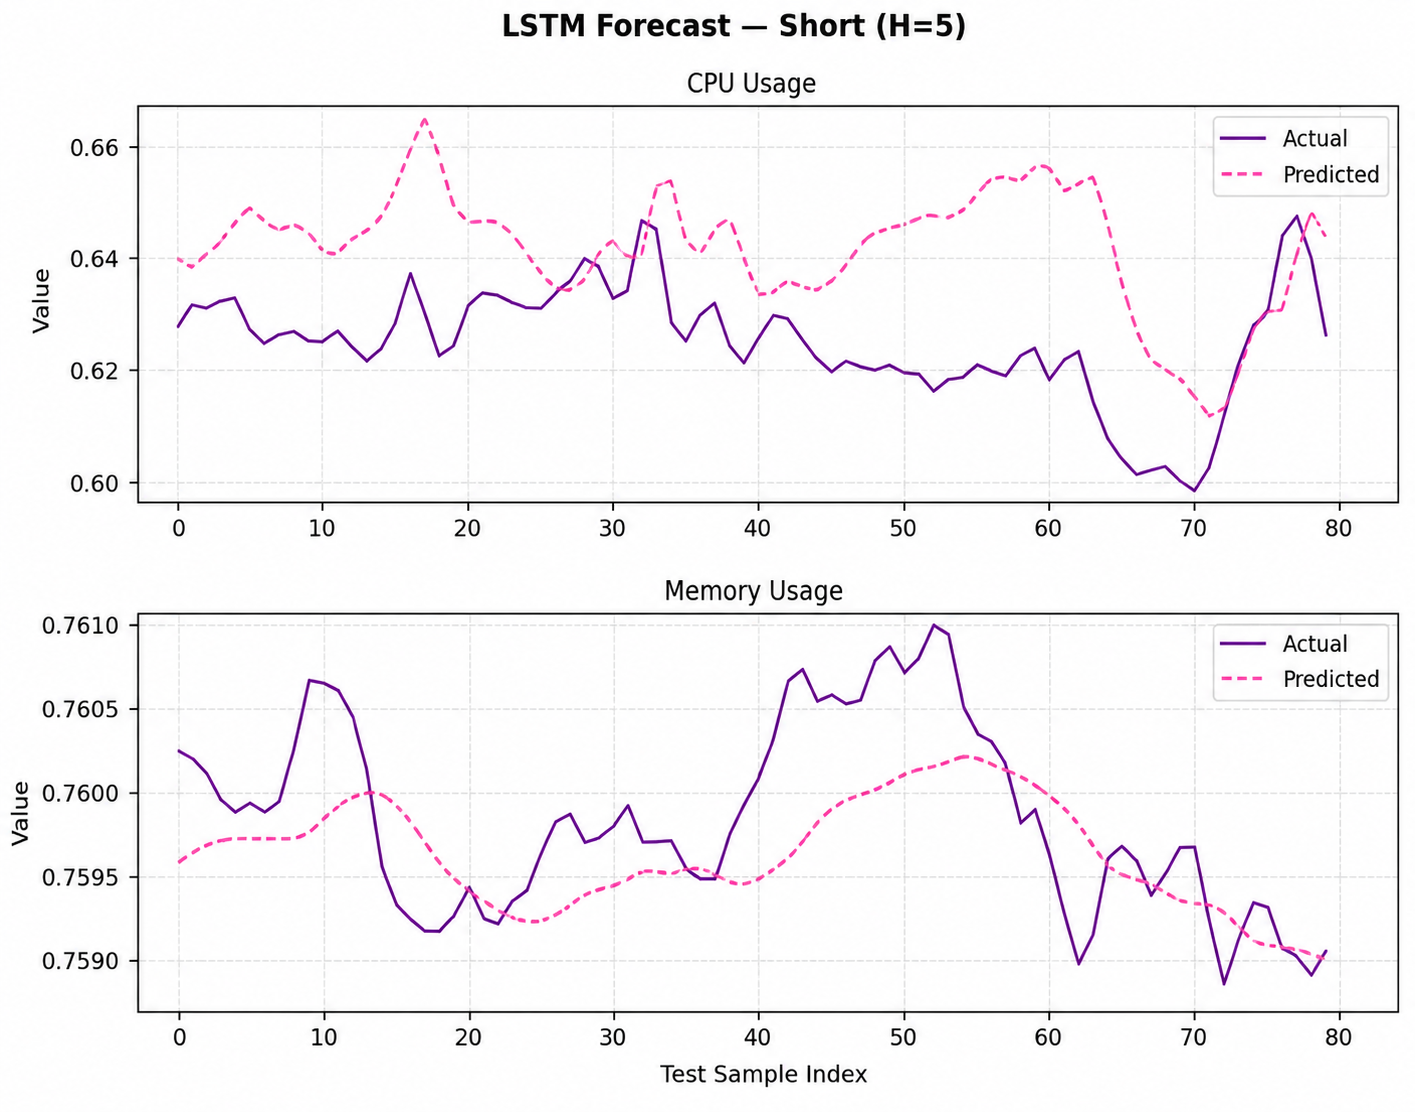 LSTM Forecast — Short (H=5)
CPU Usage
Actual
Predicted
Value
0.66
0.64
0.62
0.60
0 10 20 30 40 50 60 70 80
Memory Usage
Actual
Predicted
Value
0.7610
0.7605
0.7600
0.7595
0.7590
0 10 20 30 40 50 60 70 80
Test Sample Index